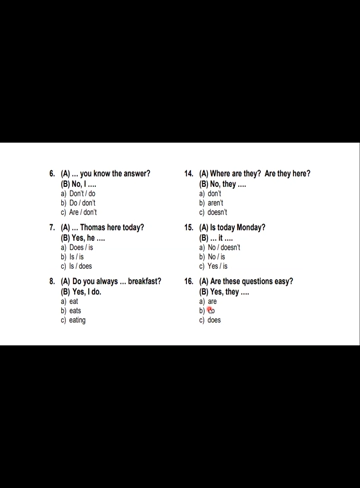 6. (A) … you know the answer?
(B) No, I ….
a) Don't / do
b) Do / don't
c) Are / don't
7. (A) … Thomas here today?
(B) Yes, he ….
a) Does / is
b) Is / is
c) Is / does
8. (A) Do you always … breakfast?
(B) Yes, I do.
a) eat
b) eats
c) eating
14. (A) Where are they? Are they here?
(B) No, they ….
a) don't
b) aren't
c) doesn't
15. (A) Is today Monday?
(B) … it ….
a) No / doesn't
b) No / is
c) Yes / is
16. (A) Are these questions easy?
(B) Yes, they ….
a) are
b) do
c) does